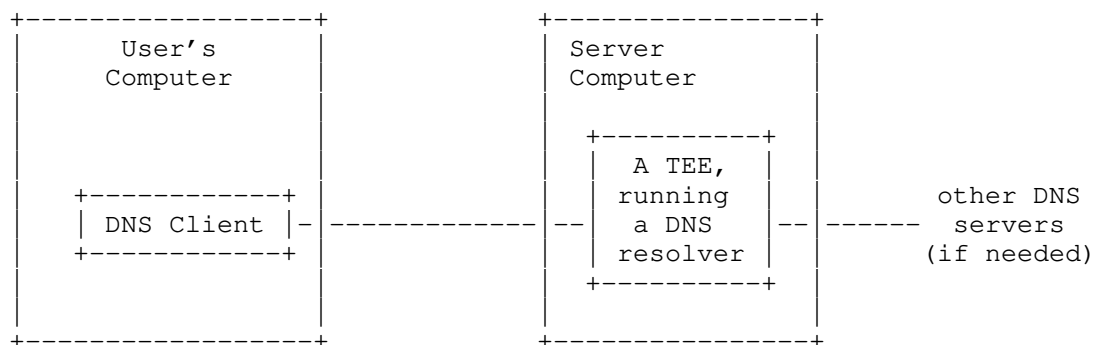 User's
Computer
Server
Computer
DNS Client
A TEE,
running
a DNS
resolver
other DNS
servers
(if needed)